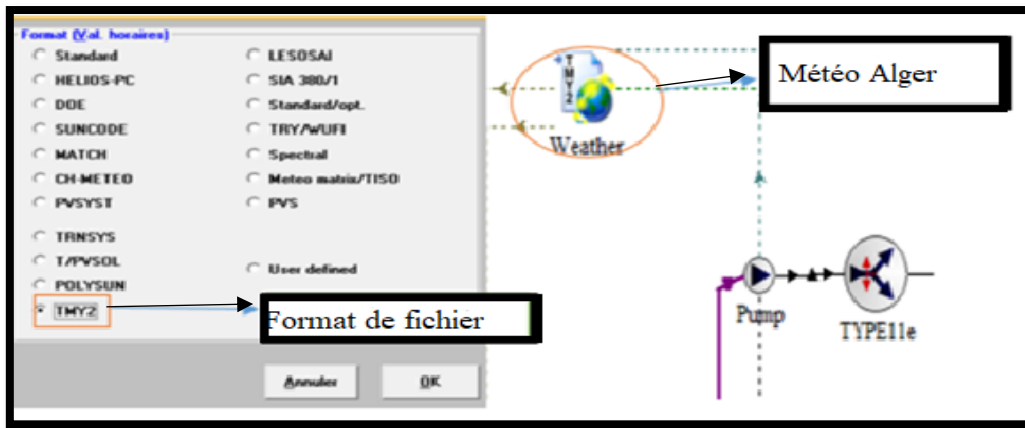 Format (Val. horaires)
Standard
HELIOS-PC
DOE
SUNCODE
MATCH
CH-METEO
PVSYST
TRNSYS
T/PVSOL
POLYSUN
TMY2
LESOSAI
SIA 380/1
Standard/opt.
TRY/WUFI
Spectral
Meteo matrix/TISO
PVS
User defined
Format de fichier
Annuler
OK
TMY2
Weather
Météo Alger
Pump
TYPE11e